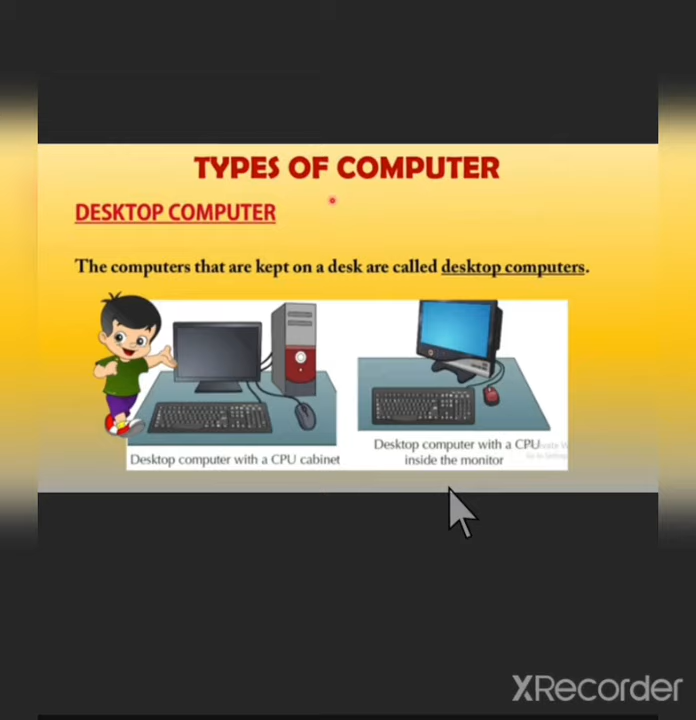 TYPES OF COMPUTER
DESKTOP COMPUTER
The computers that are kept on a desk are called desktop computers.
Desktop computer with a CPU cabinet
Desktop computer with a CPU
inside the monitor
XRecorder